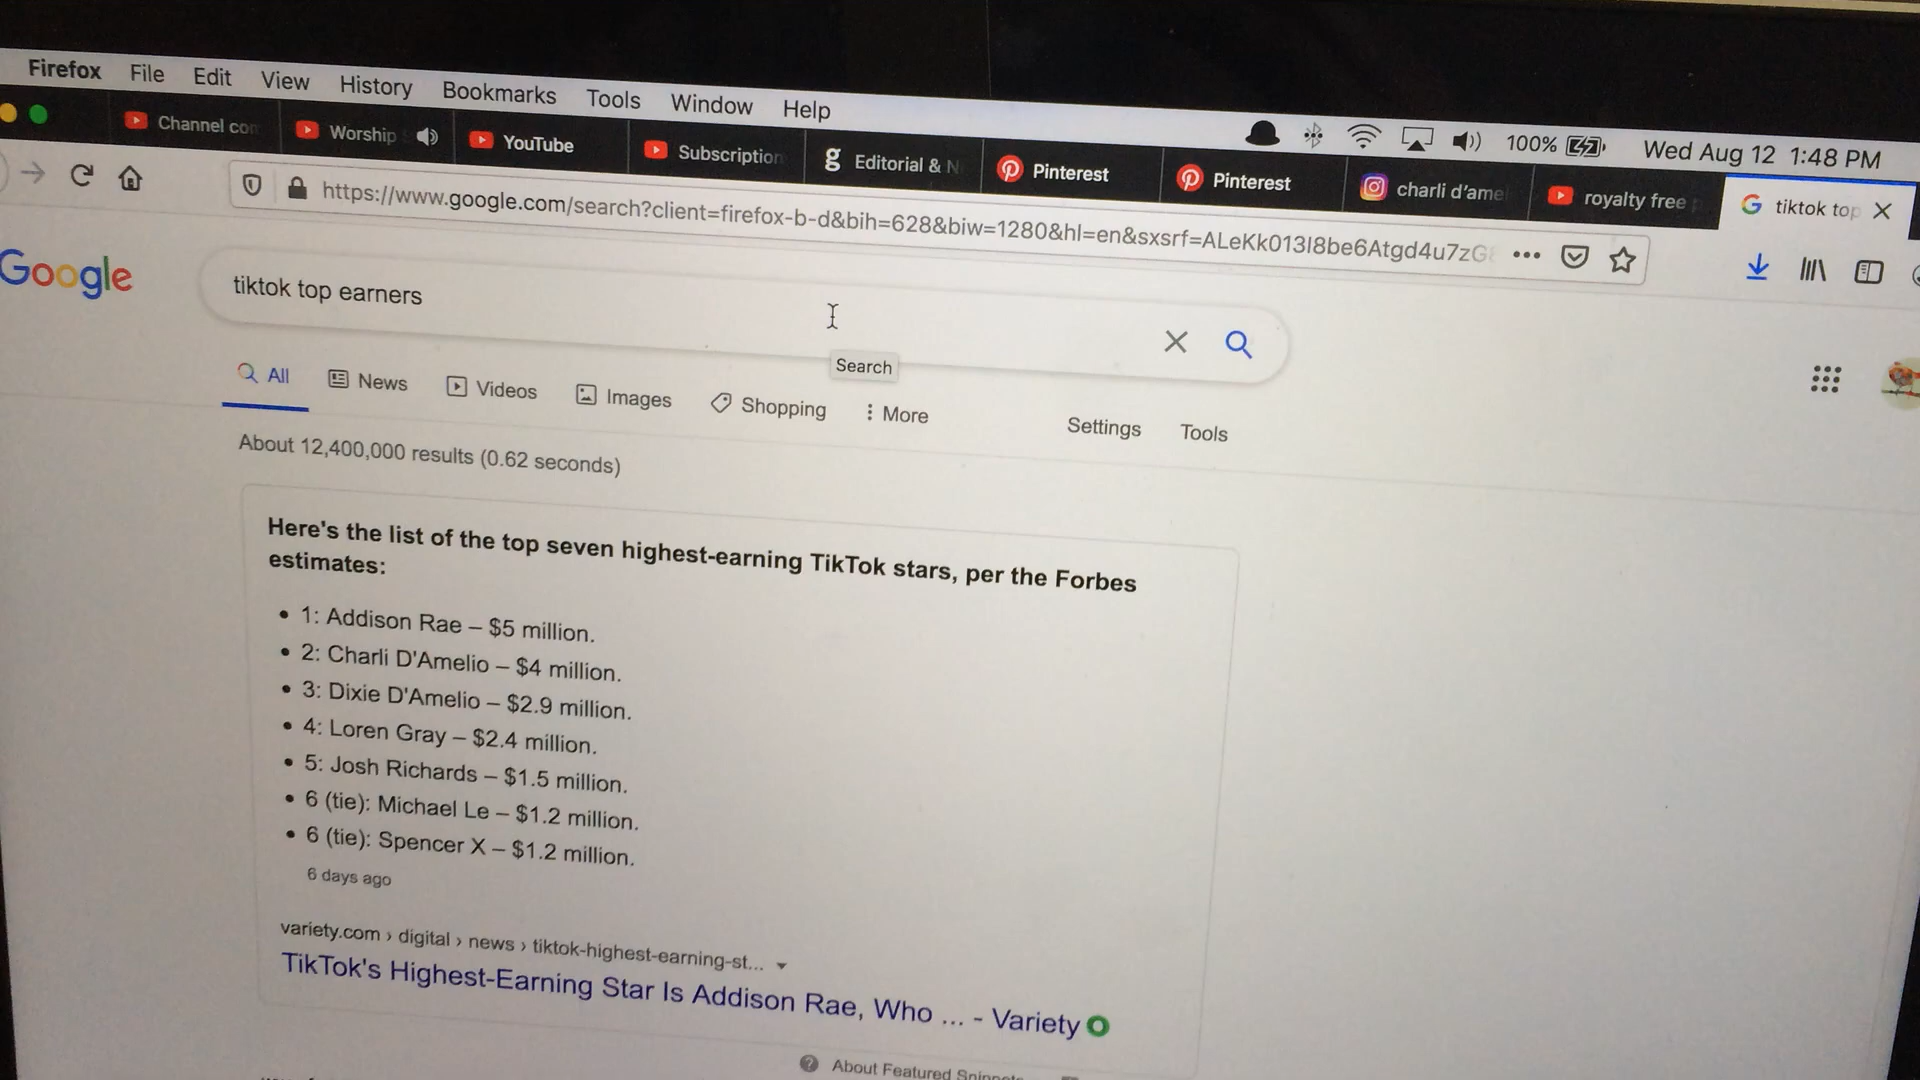 Firefox File Edit View History Bookmarks Tools Window Help
100% Wed Aug 12 1:48 PM
Channel con
Worship
YouTube
Subscription
Editorial & N
Pinterest
Pinterest
charli d'ame
royalty free
tiktok top
https://www.google.com/search?client=firefox-b-d&bih=628&biw=1280&hl=en&sxsrf=ALeKk013I8be6Atgd4u7zG
Google
tiktok top earners
Search
All News Videos Images Shopping More Settings Tools
About 12,400,000 results (0.62 seconds)
Here's the list of the top seven highest-earning TikTok stars, per the Forbes
estimates:
• 1: Addison Rae – $5 million.
• 2: Charli D'Amelio – $4 million.
• 3: Dixie D'Amelio – $2.9 million.
• 4: Loren Gray – $2.4 million.
• 5: Josh Richards – $1.5 million.
• 6 (tie): Michael Le – $1.2 million.
• 6 (tie): Spencer X – $1.2 million.
6 days ago
variety.com › digital › news › tiktok-highest-earning-st...
TikTok's Highest-Earning Star Is Addison Rae, Who ... - Variety
About Featured Snippets